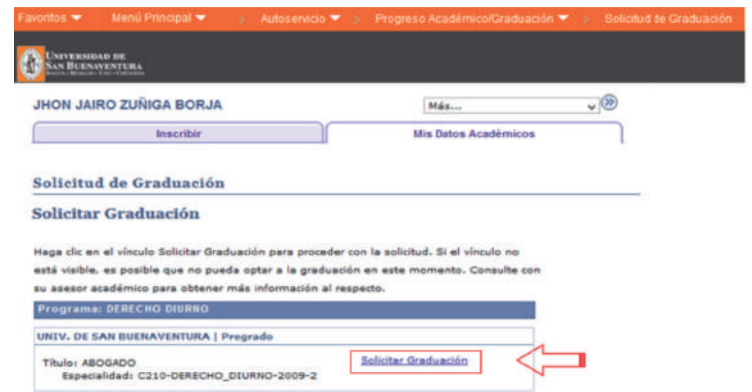 Favoritos Menú Principal > Autoservicio > Progreso Académico/Graduación > Solicitud de Graduación
UNIVERSIDAD DE
SAN BUENAVENTURA
JHON JAIRO ZUÑIGA BORJA Más...
Inscribir Mis Datos Académicos
Solicitud de Graduación
Solicitar Graduación
Haga clic en el vínculo Solicitar Graduación para proceder con la solicitud. Si el vínculo no
está visible, es posible que no pueda optar a la graduación en este momento. Consulte con
su asesor académico para obtener más información al respecto.
Programa: DERECHO DIURNO
UNIV. DE SAN BUENAVENTURA | Pregrado
Título: ABOGADO Solicitar Graduación
Especialidad: C210-DERECHO_DIURNO-2009-2